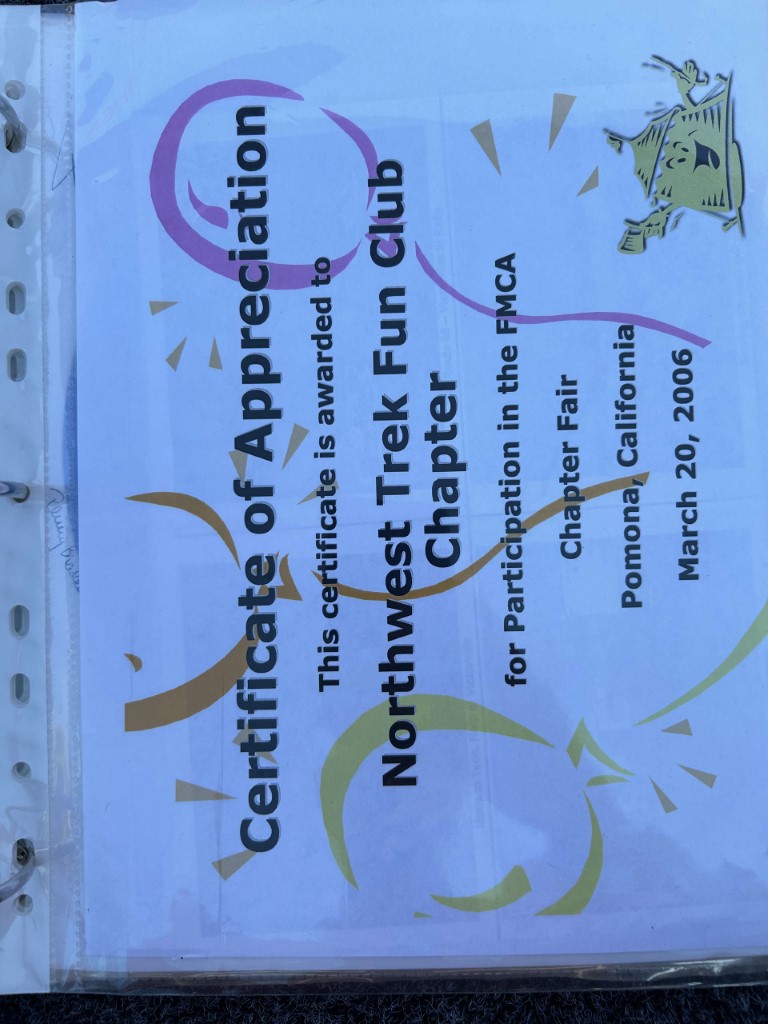 Certificate of Appreciation
This certificate is awarded to
Northwest Trek Fun Club
Chapter
for Participation in the FMCA
Chapter Fair
Pomona, California
March 20, 2006